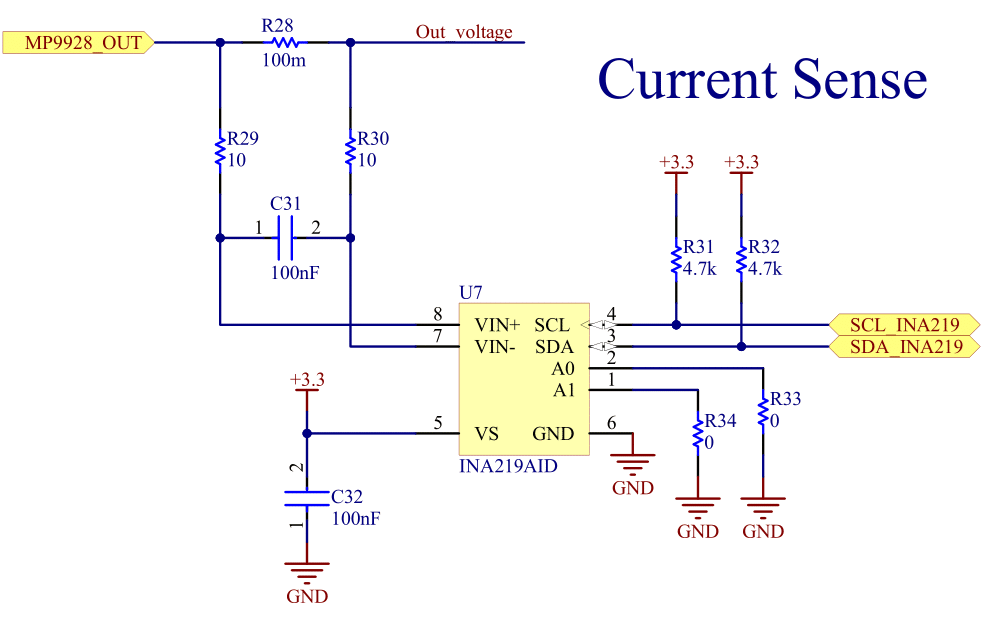 R28
MP9928_OUT
Out_voltage
100m
Current Sense
R29
10
R30
10
+3.3
+3.3
C31
1
2
100nF
R31
4.7k
R32
4.7k
U7
8
VIN+
SCL
4
SCL_INA219
7
VIN-
SDA
3
SDA_INA219
A0
2
A1
1
+3.3
R33
0
R34
0
5
VS
GND
6
INA219AID
GND
2
C32
100nF
1
GND
GND
GND